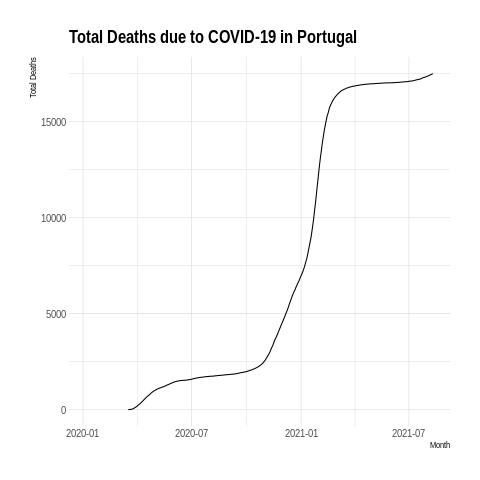 Total Deaths due to COVID-19 in Portugal
Total Deaths
15000
10000
5000
0
2020-01 2020-07 2021-01 2021-07
Month